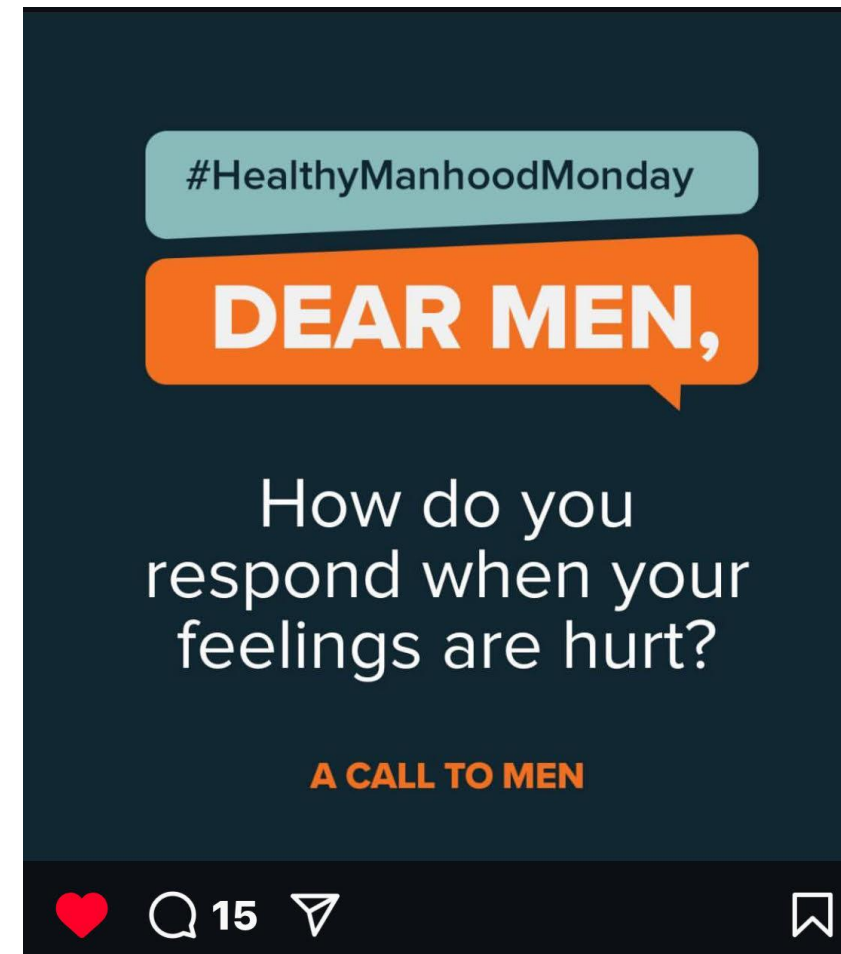 #HealthyManhoodMonday
DEAR MEN,
How do you
respond when your
feelings are hurt?
A CALL TO MEN
15